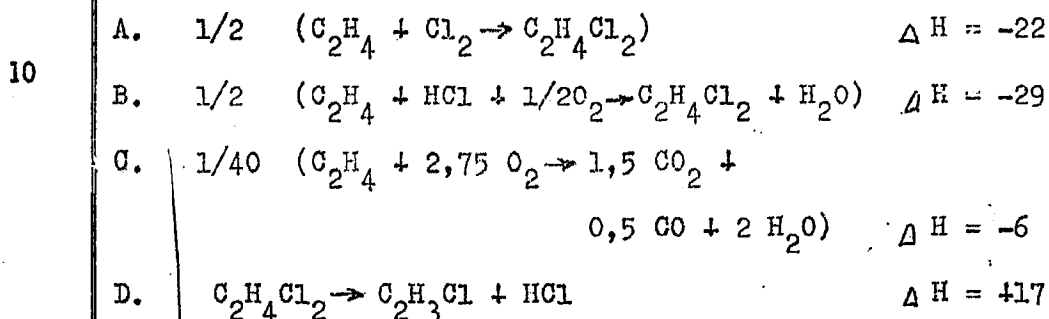 A. 1/2 (C2H4 + Cl2 → C2H4Cl2) Δ H = -22
10
B. 1/2 (C2H4 + HCl + 1/2O2 → C2H4Cl2 + H2O) Δ H = -29
C. 1/40 (C2H4 + 2,75 O2 → 1,5 CO2 +
0,5 CO + 2 H2O) Δ H = -6
D. C2H4Cl2 → C2H3Cl + HCl Δ H = +17